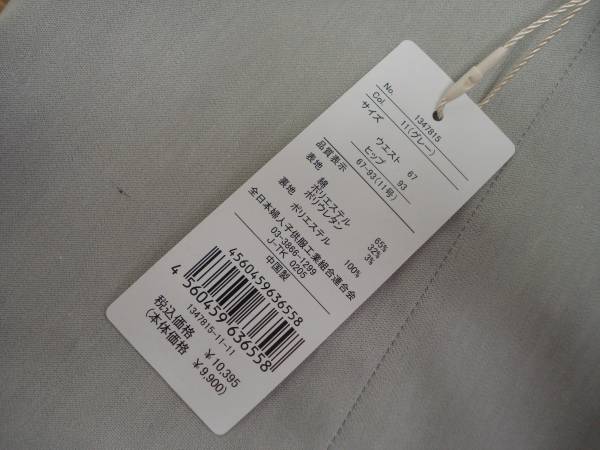 No. 1347815
Col. 11(グレー)
サイズ
ウエスト 67
ヒップ 93
67-93(11号)
品質表示
表地 綿 65%
ポリエステル 32%
ポリウレタン 3%
裏地 ポリエステル 100%
全日本婦人子供服工業組合連合会
03-3866-1299
J-TK 0205
中国製
4560459636558
4 560459 636558
1347815-11-11
税込価格 ¥10,395
(本体価格 ¥9,900)